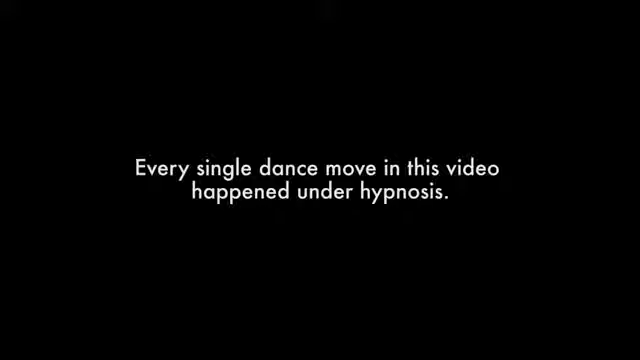 Every single dance move in this video
happened under hypnosis.